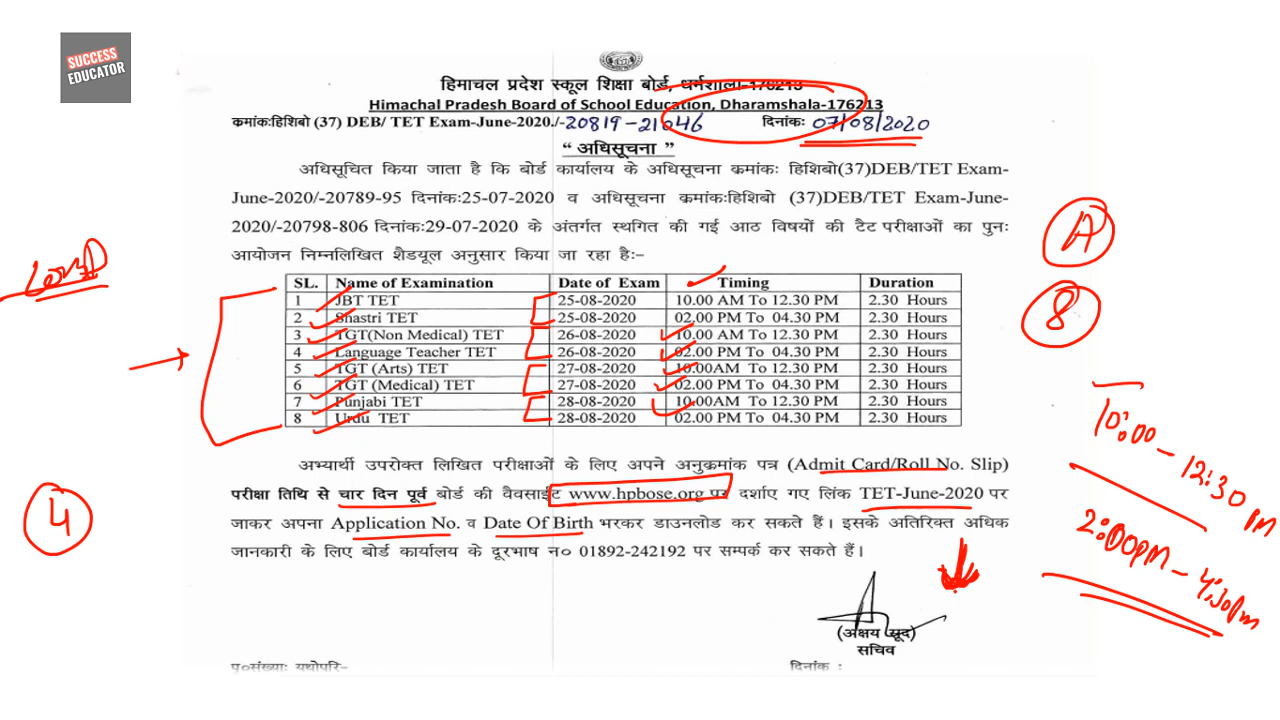 SUCCESS
EDUCATOR
हिमाचल प्रदेश स्कूल शिक्षा बोर्ड, धर्मशाला-176213
Himachal Pradesh Board of School Education, Dharamshala-176213
क्रमांकःहिशिबो (37) DEB/ TET Exam-June-2020./-20819-21046 दिनांकः 07/08/2020
“ अधिसूचना ”
अधिसूचित किया जाता है कि बोर्ड कार्यालय के अधिसूचना क्रमांकः हिशिबो(37)DEB/TET Exam-
June-2020/-20789-95 दिनांकः25-07-2020 व अधिसूचना क्रमांकःहिशिबो (37)DEB/TET Exam-June-
2020/-20798-806 दिनांकः29-07-2020 के अंतर्गत स्थगित की गई आठ विषयों की टैट परीक्षाओं का पुनः
आयोजन निम्नलिखित शैडयूल अनुसार किया जा रहा हैः-
SL. Name of Examination Date of Exam Timing Duration
1 JBT TET 25-08-2020 10.00 AM To 12.30 PM 2.30 Hours
2 Shastri TET 25-08-2020 02.00 PM To 04.30 PM 2.30 Hours
3 TGT(Non Medical) TET 26-08-2020 10.00 AM To 12.30 PM 2.30 Hours
4 Language Teacher TET 26-08-2020 02.00 PM To 04.30 PM 2.30 Hours
5 TGT (Arts) TET 27-08-2020 10.00AM To 12.30 PM 2.30 Hours
6 TGT (Medical) TET 27-08-2020 02.00 PM To 04.30 PM 2.30 Hours
7 Punjabi TET 28-08-2020 10.00AM To 12.30 PM 2.30 Hours
8 Urdu TET 28-08-2020 02.00 PM To 04.30 PM 2.30 Hours
अभ्यार्थी उपरोक्त लिखित परीक्षाओं के लिए अपने अनुक्रमांक पत्र (Admit Card/Roll No. Slip)
परीक्षा तिथि से चार दिन पूर्व बोर्ड की वैवसाईट www.hpbose.org पर दर्शाए गए लिंक TET-June-2020 पर
जाकर अपना Application No. व Date Of Birth भरकर डाउनलोड कर सकते हैं। इसके अतिरिक्त अधिक
जानकारी के लिए बोर्ड कार्यालय के दूरभाष न० 01892-242192 पर सम्पर्क कर सकते हैं।
(अक्षय सूद)
सचिव
प०संख्याः यथोपरि- दिनांक :
A
8
4
10:00 - 12:30 PM
2:00PM - 4:30PM